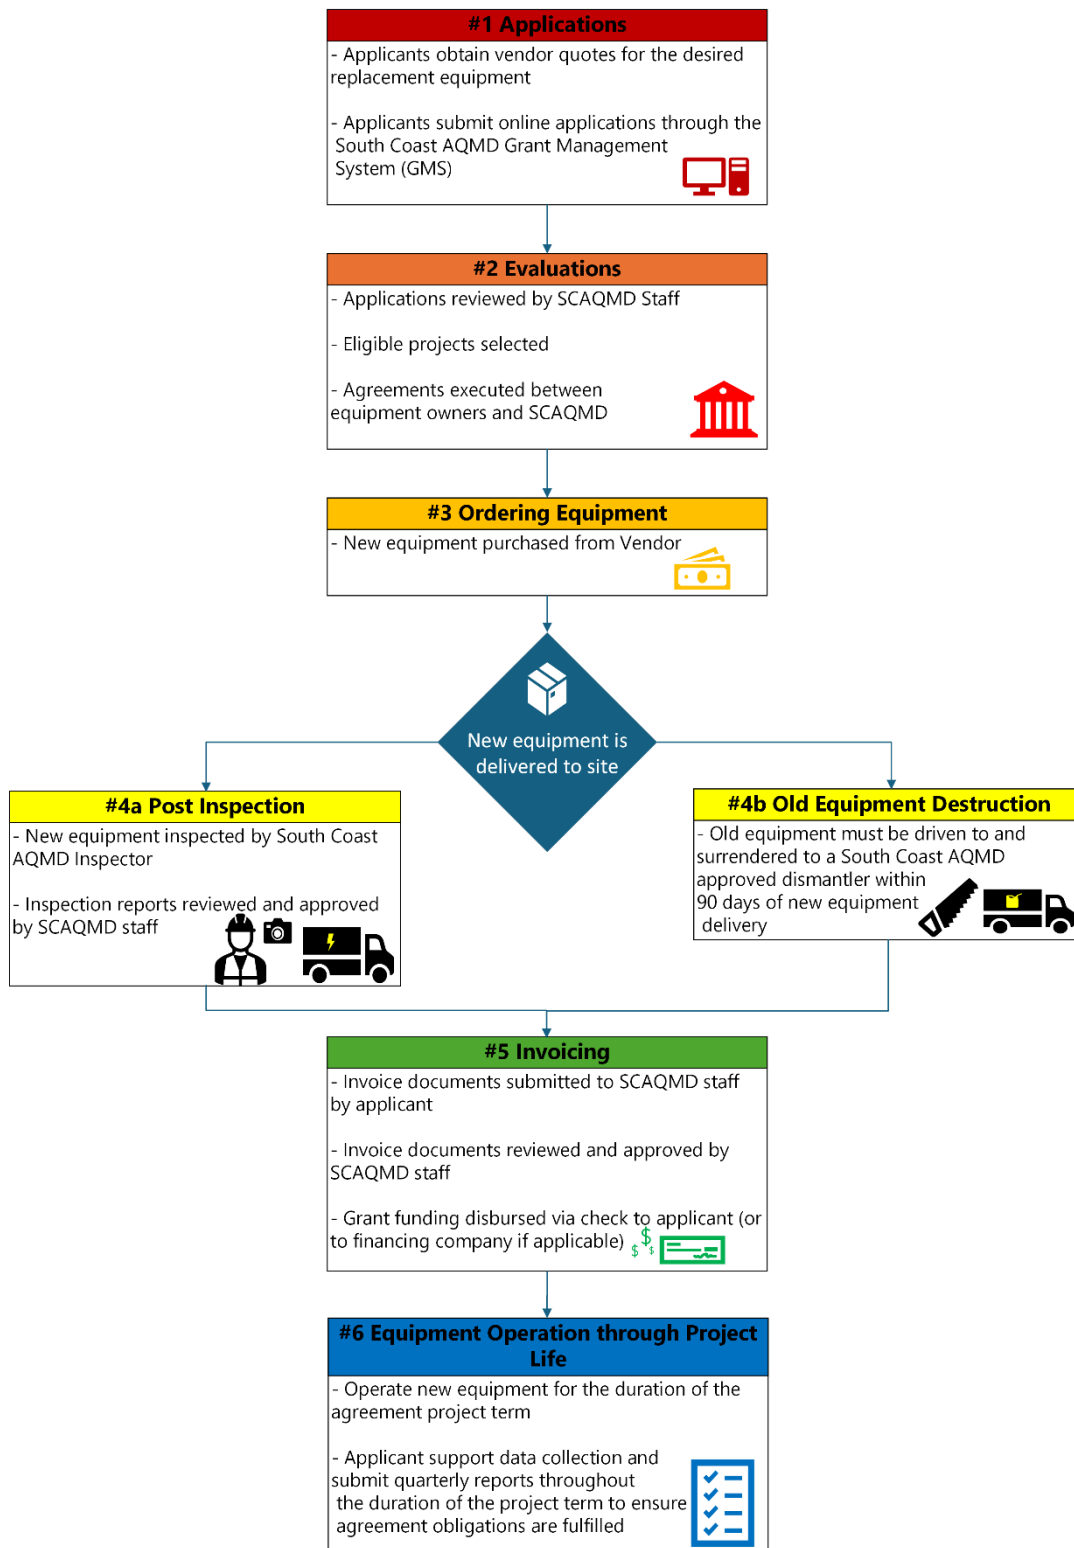 #1 Applications
- Applicants obtain vendor quotes for the desired
replacement equipment
- Applicants submit online applications through the
South Coast AQMD Grant Management
System (GMS)
#2 Evaluations
- Applications reviewed by SCAQMD Staff
- Eligible projects selected
- Agreements executed between
equipment owners and SCAQMD
#3 Ordering Equipment
- New equipment purchased from Vendor
New equipment is
delivered to site
#4a Post Inspection
- New equipment inspected by South Coast
AQMD Inspector
- Inspection reports reviewed and approved
by SCAQMD staff
#4b Old Equipment Destruction
- Old equipment must be driven to and
surrendered to a South Coast AQMD
approved dismantler within
90 days of new equipment
delivery
#5 Invoicing
- Invoice documents submitted to SCAQMD staff
by applicant
- Invoice documents reviewed and approved by
SCAQMD staff
- Grant funding disbursed via check to applicant (or
to financing company if applicable)
#6 Equipment Operation through Project
Life
- Operate new equipment for the duration of the
agreement project term
- Applicant support data collection and
submit quarterly reports throughout
the duration of the project term to ensure
agreement obligations are fulfilled